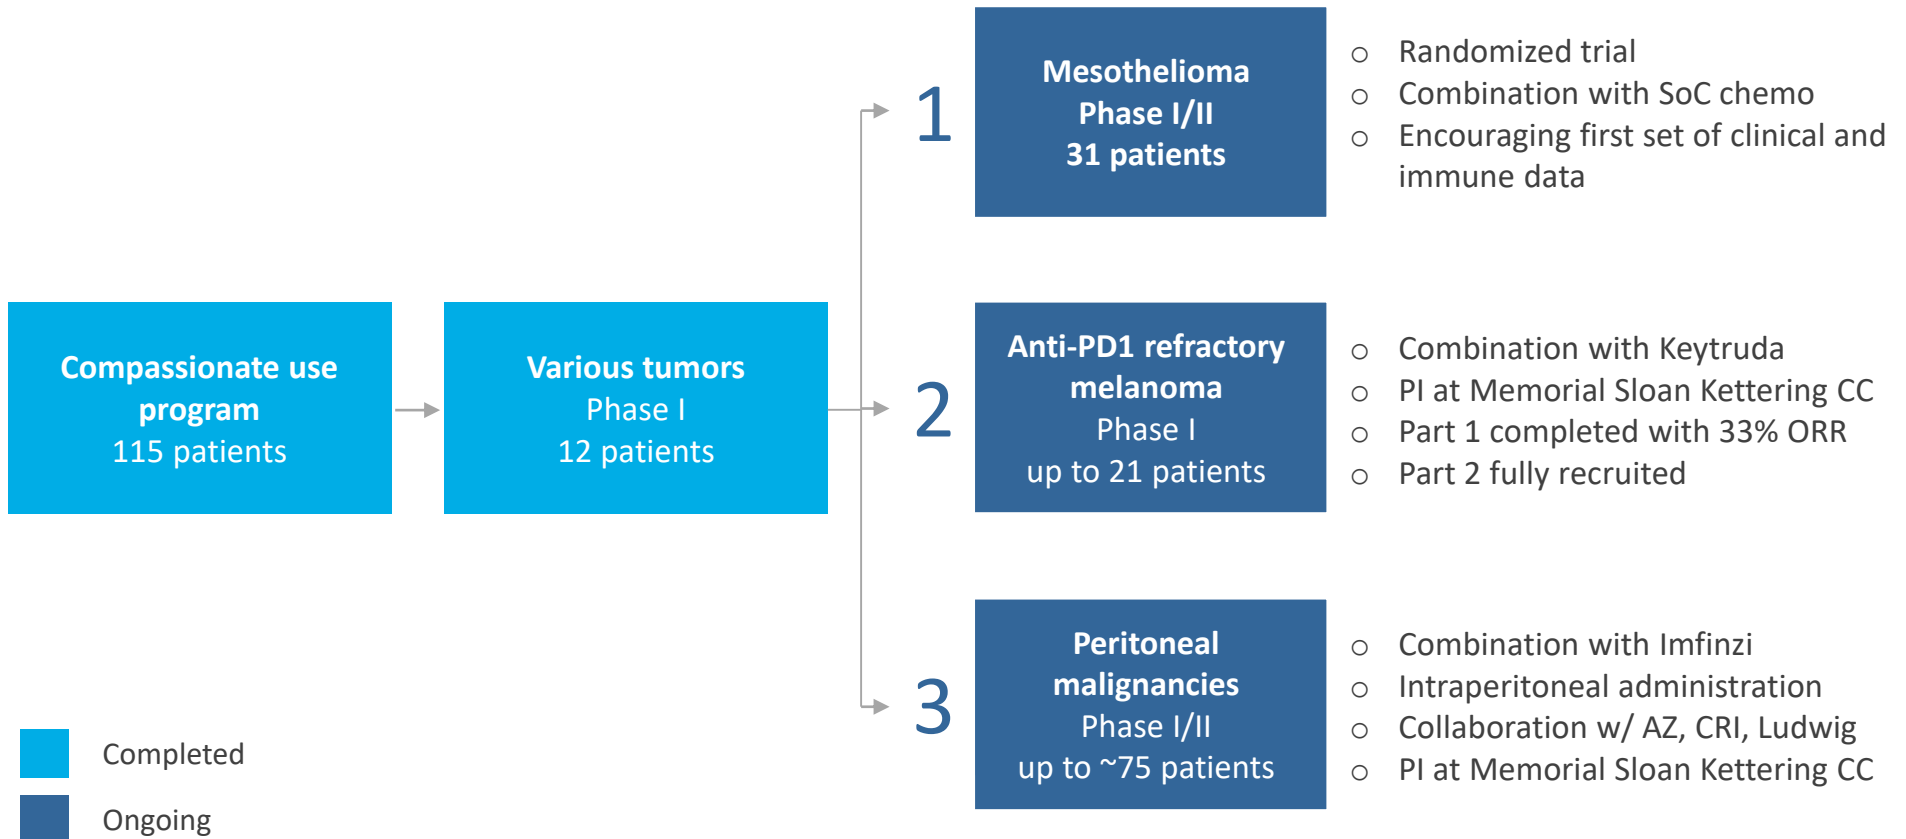 Compassionate use
program
115 patients
Various tumors
Phase I
12 patients
1
Mesothelioma
Phase I/II
31 patients
○ Randomized trial
○ Combination with SoC chemo
○ Encouraging first set of clinical and
immune data
2
Anti-PD1 refractory
melanoma
Phase I
up to 21 patients
○ Combination with Keytruda
○ PI at Memorial Sloan Kettering CC
○ Part 1 completed with 33% ORR
○ Part 2 fully recruited
3
Peritoneal
malignancies
Phase I/II
up to ~75 patients
○ Combination with Imfinzi
○ Intraperitoneal administration
○ Collaboration w/ AZ, CRI, Ludwig
○ PI at Memorial Sloan Kettering CC
Completed
Ongoing